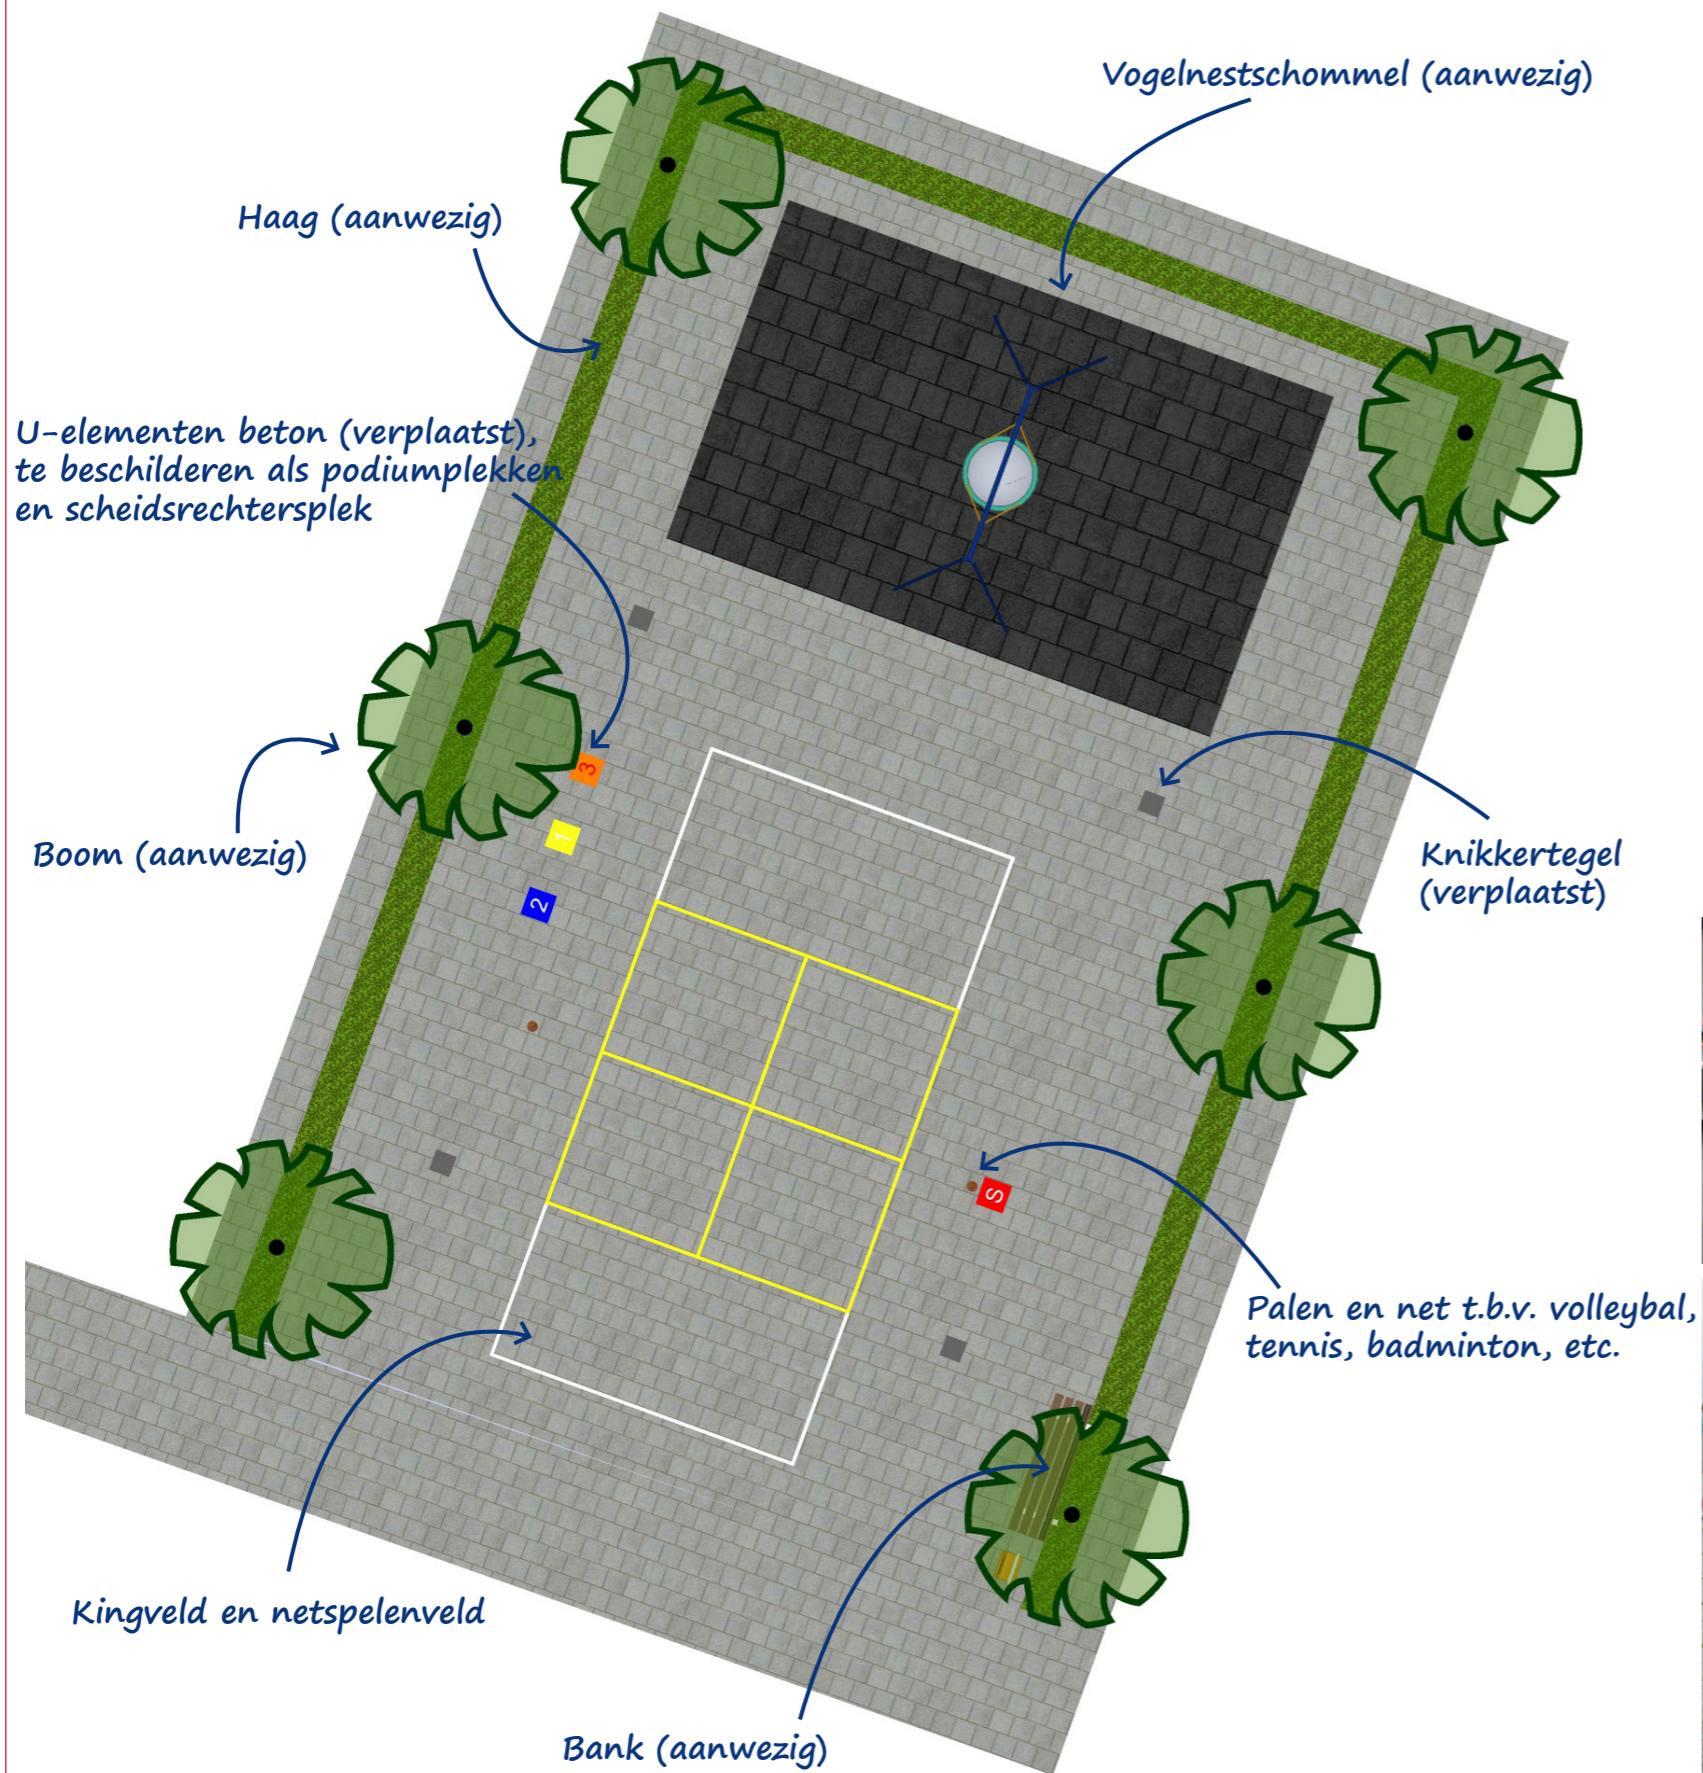 Vogelnestschommel (aanwezig)
Haag (aanwezig)
U-elementen beton (verplaatst),
te beschilderen als podiumplekken
en scheidsrechtersplek
3
1
2
Boom (aanwezig)
Knikkertegel
(verplaatst)
S
Palen en net t.b.v. volleybal,
tennis, badminton, etc.
Kingveld en netspelenveld
Bank (aanwezig)